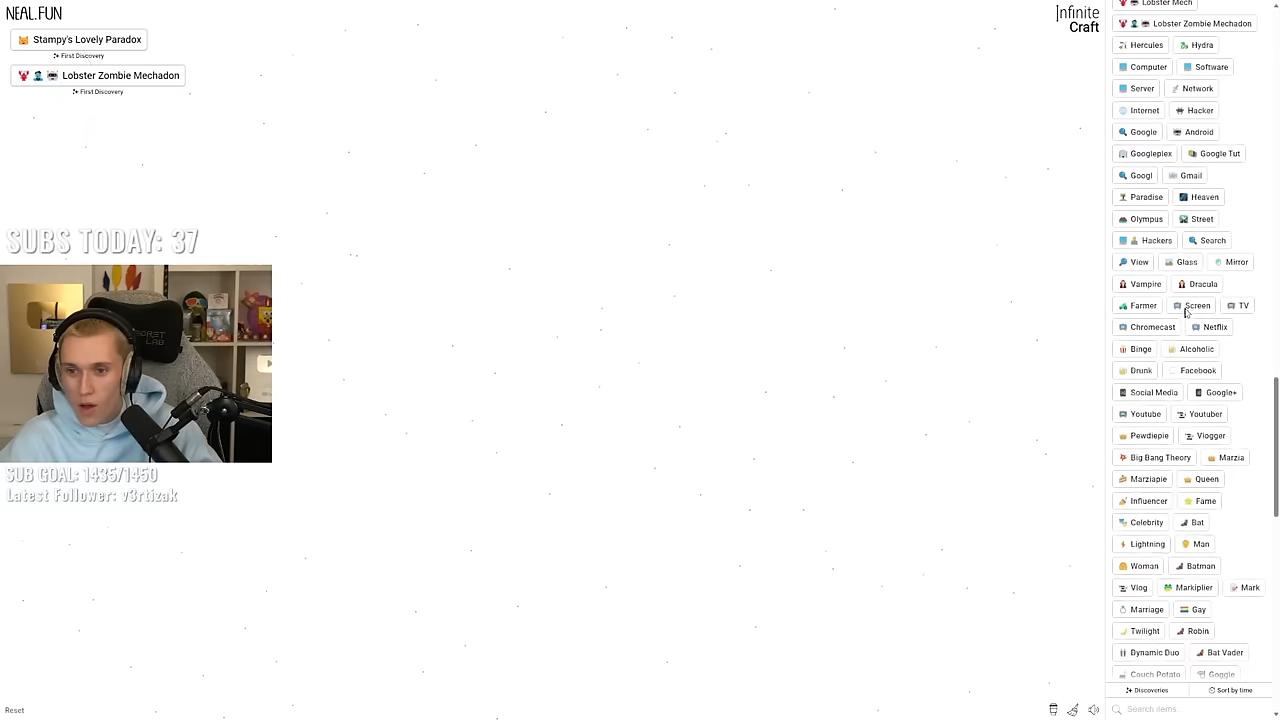 NEAL.FUN
Infinite
Craft
Stampy's Lovely Paradox
First Discovery
Lobster Zombie Mechadon
First Discovery
SUBS TODAY: 37
SECRET
LAB
SUB GOAL: 1435/1450
Latest Follower: v3rtizak
Reset
Lobster Mech
Lobster Zombie Mechadon
Hercules Hydra
Computer Software
Server Network
Internet Hacker
Google Android
Googleplex Google Tut
Googl Gmail
Paradise Heaven
Olympus Street
Hackers Search
View Glass Mirror
Vampire Dracula
Farmer Screen TV
Chromecast Netflix
Binge Alcoholic
Drunk Facebook
Social Media Google+
Youtube Youtuber
Pewdiepie Vlogger
Big Bang Theory Marzia
Marziapie Queen
Influencer Fame
Celebrity Bat
Lightning Man
Woman Batman
Vlog Markiplier Mark
Marriage Gay
Twilight Robin
Dynamic Duo Bat Vader
Couch Potato Goggle
Discoveries Sort by time
Search items...